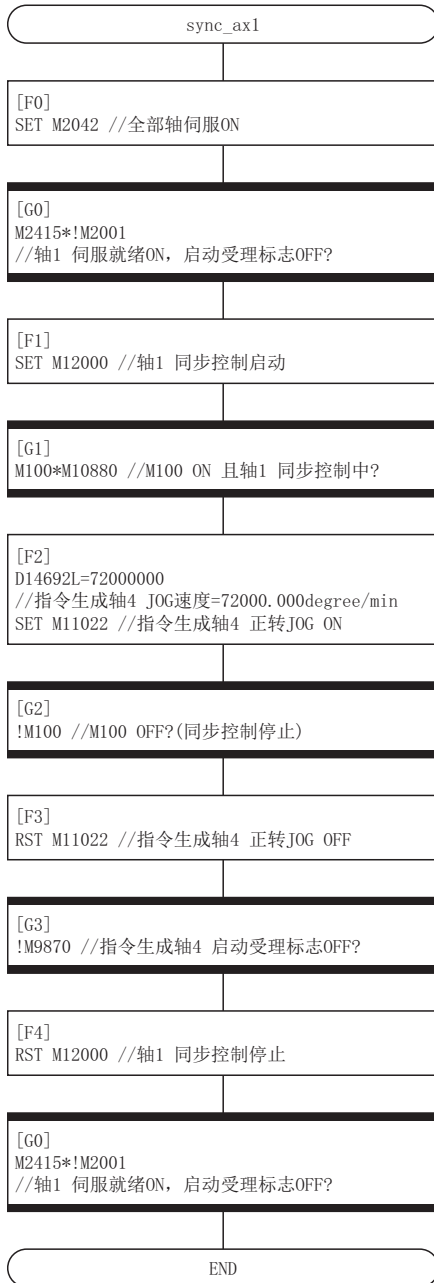 sync_ax1
[F0]
SET M2042 //全部轴伺服ON
[G0]
M2415*!M2001
//轴1 伺服就绪ON，启动受理标志OFF?
[F1]
SET M12000 //轴1 同步控制启动
[G1]
M100*M10880 //M100 ON 且轴1 同步控制中?
[F2]
D14692L=72000000
//指令生成轴4 JOG速度=72000.000degree/min
SET M11022 //指令生成轴4 正转JOG ON
[G2]
!M100 //M100 OFF?(同步控制停止)
[F3]
RST M11022 //指令生成轴4 正转JOG OFF
[G3]
!M9870 //指令生成轴4 启动受理标志OFF?
[F4]
RST M12000 //轴1 同步控制停止
[G0]
M2415*!M2001
//轴1 伺服就绪ON，启动受理标志OFF?
END